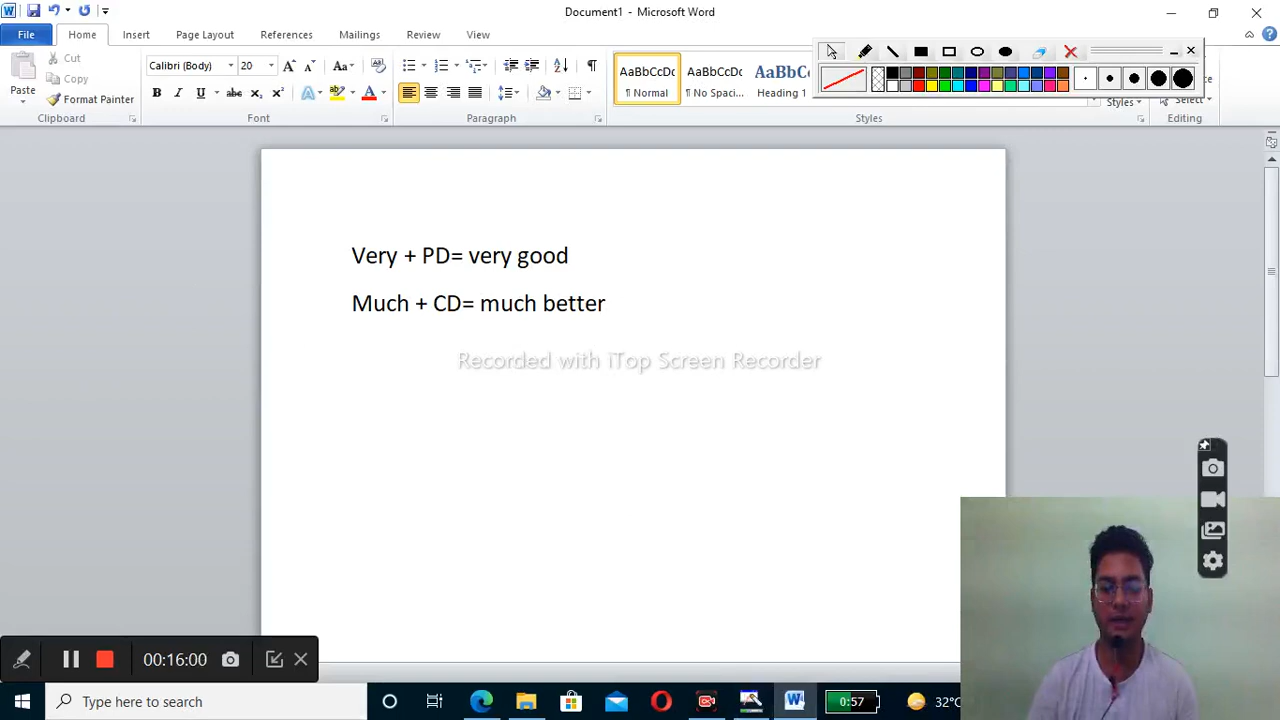 Document1 - Microsoft Word
File Home Insert Page Layout References Mailings Review View
Cut
Copy
Paste
Format Painter
Calibri (Body) 20
Clipboard
Font
Paragraph
AaBbCcDc AaBbCcDc AaBbC
¶ Normal ¶ No Spaci... Heading 1
Styles
Styles
Select
Editing
Very + PD= very good
Much + CD= much better
Recorded with iTop Screen Recorder
00:16:00
Type here to search
0:57
32°C